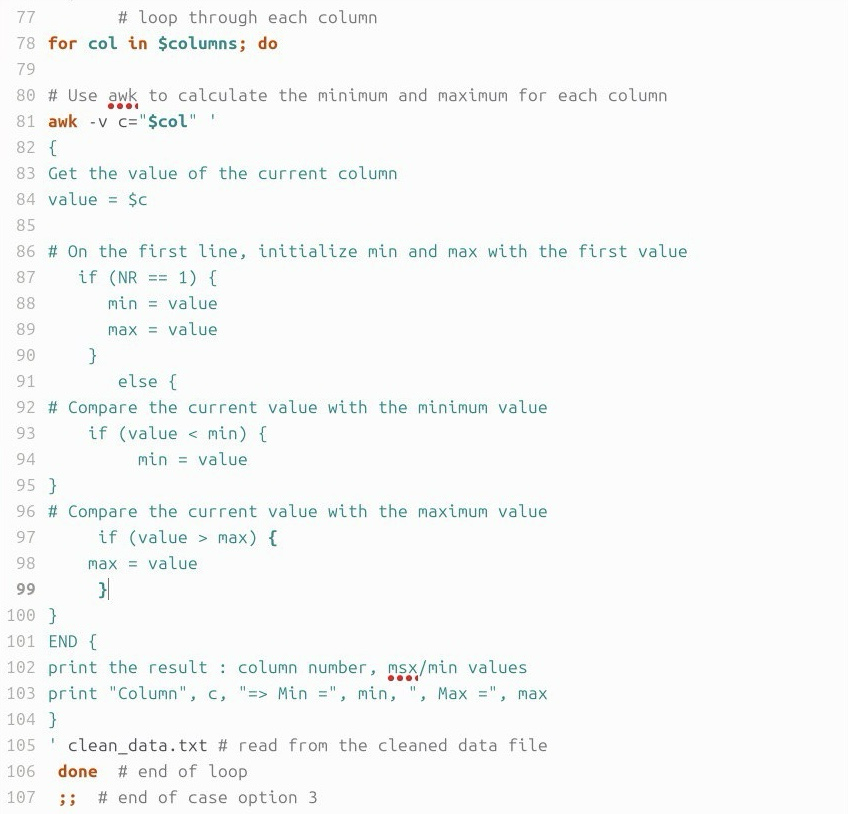 77 # loop through each column
78 for col in $columns; do
79
80 # Use awk to calculate the minimum and maximum for each column
81 awk -v c="$col" '
82 {
83 Get the value of the current column
84 value = $c
85
86 # On the first line, initialize min and max with the first value
87 if (NR == 1) {
88 min = value
89 max = value
90 }
91 else {
92 # Compare the current value with the minimum value
93 if (value < min) {
94 min = value
95 }
96 # Compare the current value with the maximum value
97 if (value > max) {
98 max = value
99 }
100 }
101 END {
102 print the result : column number, msx/min values
103 print "Column", c, "=> Min =", min, ", Max =", max
104 }
105 ' clean_data.txt # read from the cleaned data file
106 done # end of loop
107 ;; # end of case option 3